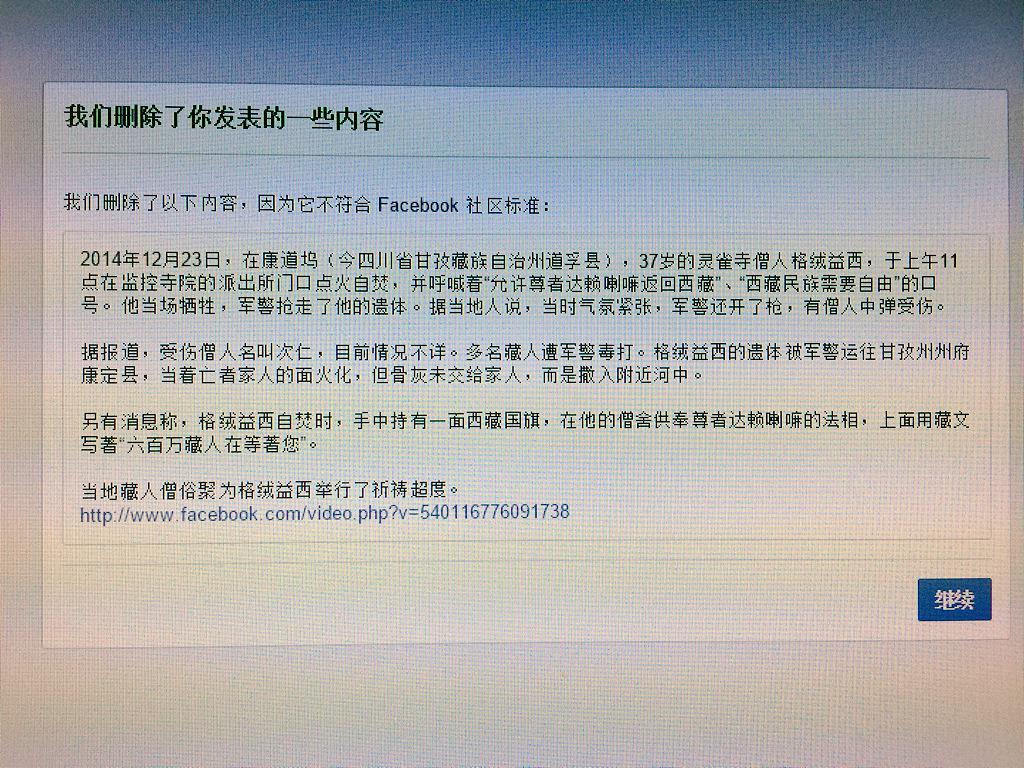 我们删除了你发表的一些内容
我们删除了以下内容，因为它不符合 Facebook 社区标准：
2014年12月23日，在康道坞（今四川省甘孜藏族自治州道孚县），37岁的灵雀寺僧人格绒益西，于上午11
点在监控寺院的派出所门口点火自焚，并呼喊着“允许尊者达赖喇嘛返回西藏”、“西藏民族需要自由”的口
号。 他当场牺牲，军警抢走了他的遗体。据当地人说，当时气氛紧张，军警还开了枪，有僧人中弹受伤。
据报道，受伤僧人名叫次仁，目前情况不详。多名藏人遭军警毒打。格绒益西的遗体被军警运往甘孜州州府
康定县，当着亡者家人的面火化，但骨灰未交给家人，而是撒入附近河中。
另有消息称，格绒益西自焚时，手中持有一面西藏国旗，在他的僧舍供奉尊者达赖喇嘛的法相，上面用藏文
写著“六百万藏人在等著您”。
当地藏人僧俗聚为格绒益西举行了祈祷超度。
http://www.facebook.com/video.php?v=540116776091738
继续